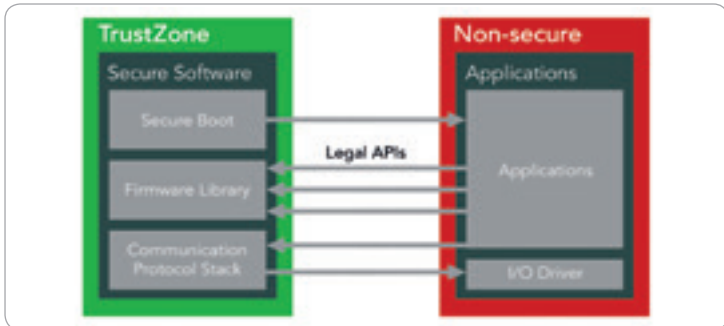 TrustZone
Secure Software
Secure Boot
Firmware Library
Communication
Protocol Stack
Legal APIs
Non-secure
Applications
Applications
I/O Driver